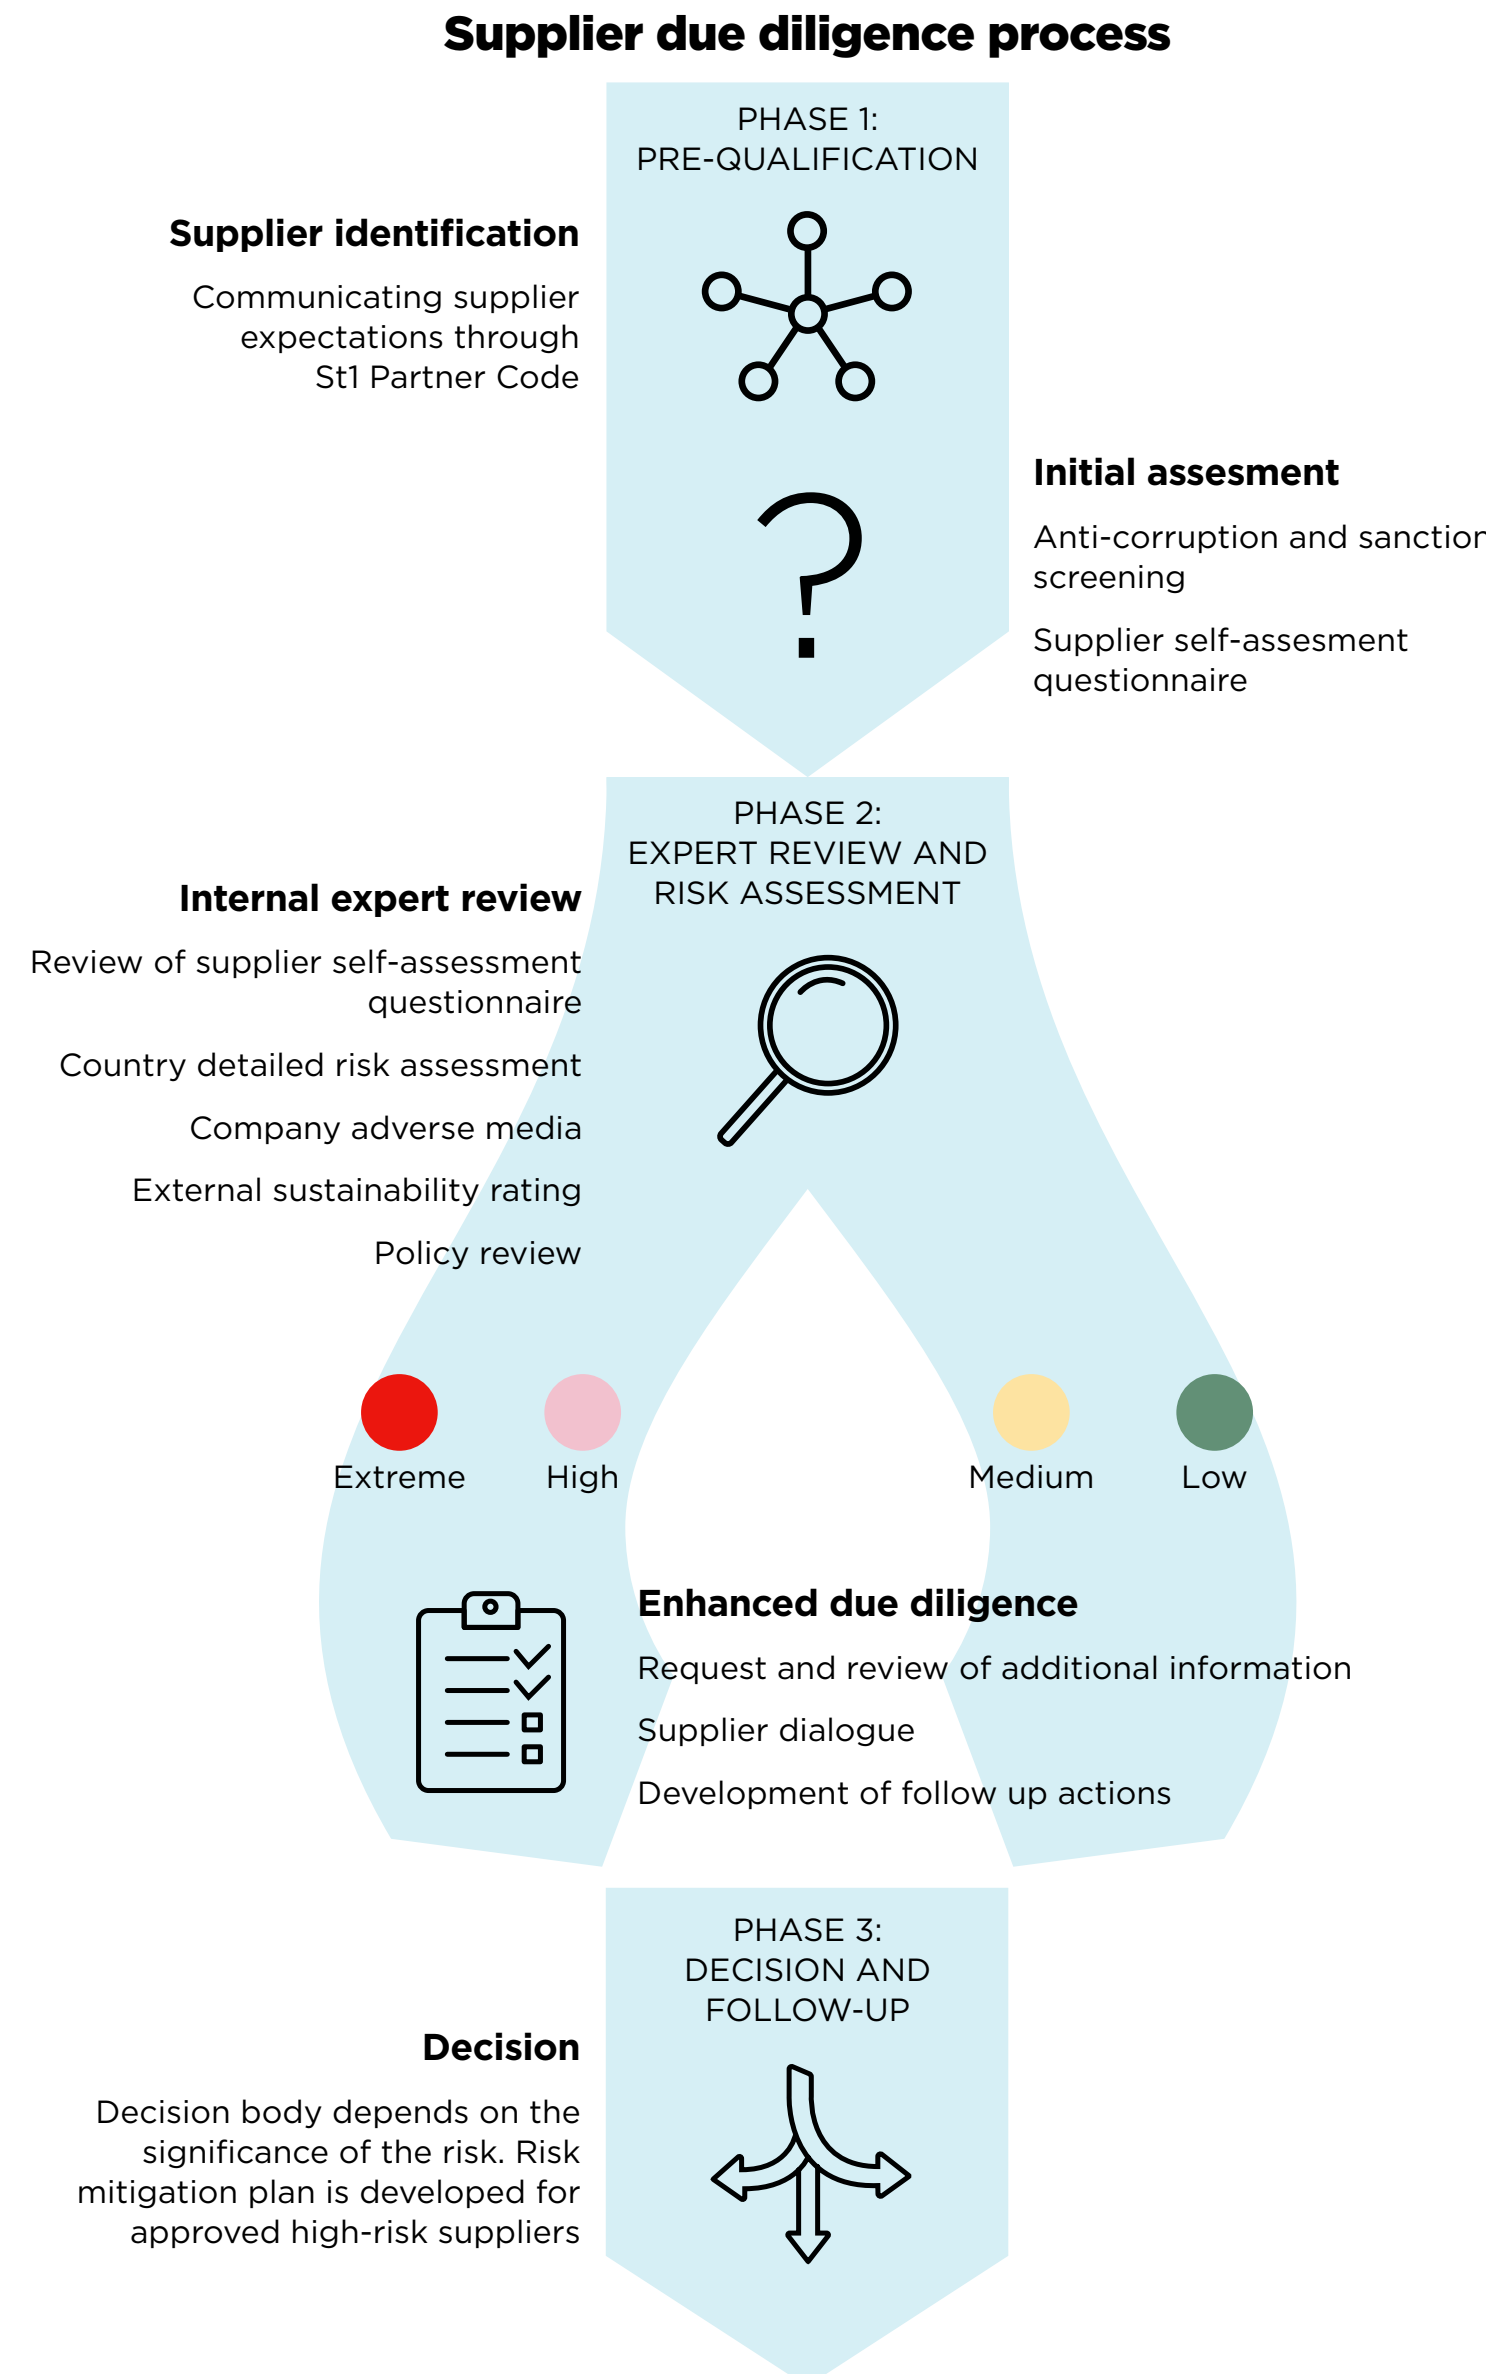 Supplier due diligence process
PHASE 1:
PRE-QUALIFICATION
Supplier identification
Communicating supplier
expectations through
St1 Partner Code
Initial assesment
Anti-corruption and sanction
screening
Supplier self-assesment
questionnaire
PHASE 2:
EXPERT REVIEW AND
RISK ASSESSMENT
Internal expert review
Review of supplier self-assessment
questionnaire
Country detailed risk assessment
Company adverse media
External sustainability rating
Policy review
Extreme
High
Medium
Low
Enhanced due diligence
Request and review of additional information
Supplier dialogue
Development of follow up actions
PHASE 3:
DECISION AND
FOLLOW-UP
Decision
Decision body depends on the
significance of the risk. Risk
mitigation plan is developed for
approved high-risk suppliers